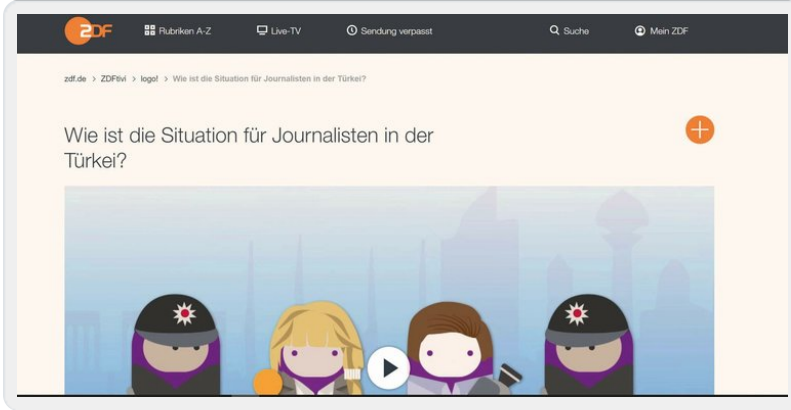 ZDF Rubriken A-Z Live-TV Sendung verpasst Suche Mein ZDF
zdf.de > ZDFtivi > logo! > Wie ist die Situation für Journalisten in der Türkei?
Wie ist die Situation für Journalisten in der
Türkei?